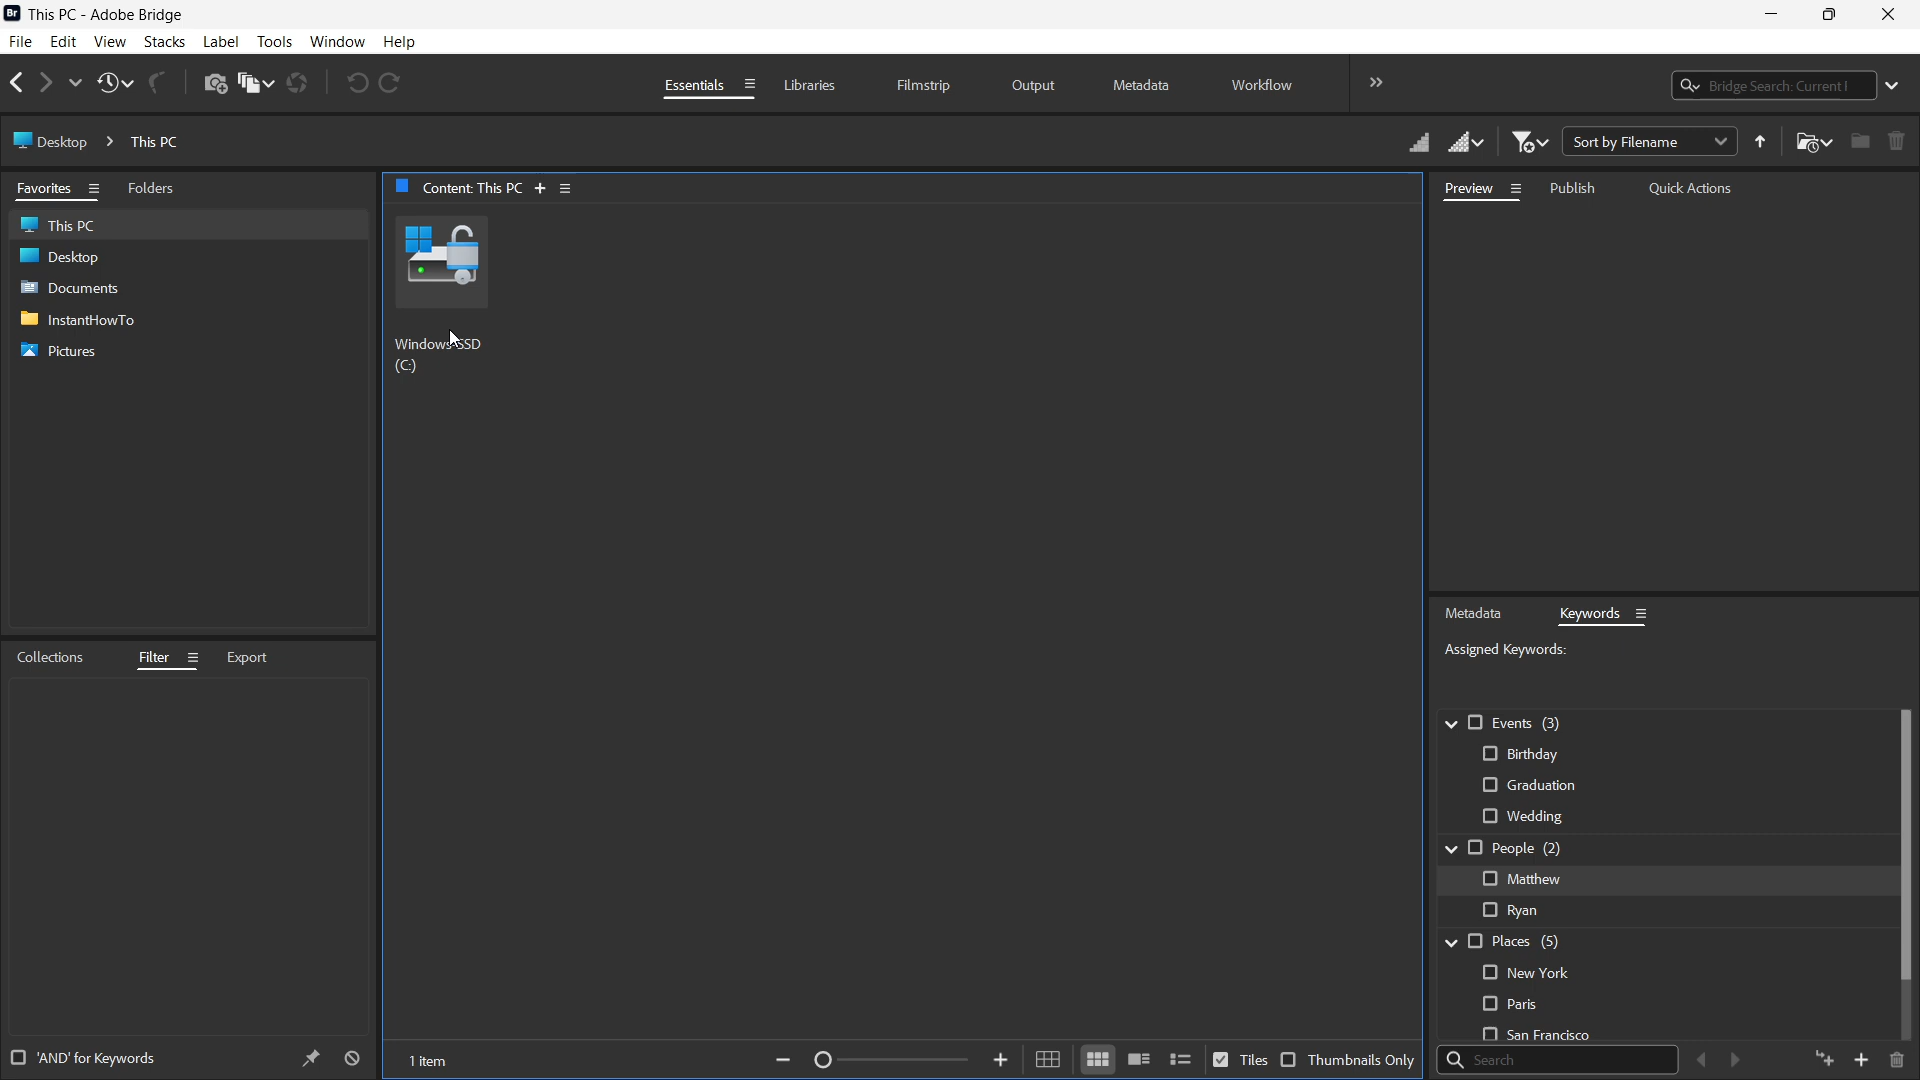 Br This PC - Adobe Bridge
File Edit View Stacks Label Tools Window Help
Essentials Libraries Filmstrip Output Metadata Workflow
Bridge Search: Current
Desktop This PC
Sort by Filename
Favorites Folders
This PC
Desktop
Documents
InstantHowTo
Pictures
Content: This PC
Windows-SSD
(C:)
Preview Publish Quick Actions
Collections Filter Export
'AND' for Keywords
Metadata Keywords
Assigned Keywords:
Events (3)
Birthday
Graduation
Wedding
People (2)
Matthew
Ryan
Places (5)
New York
Paris
San Francisco
1 item
Tiles Thumbnails Only
Search